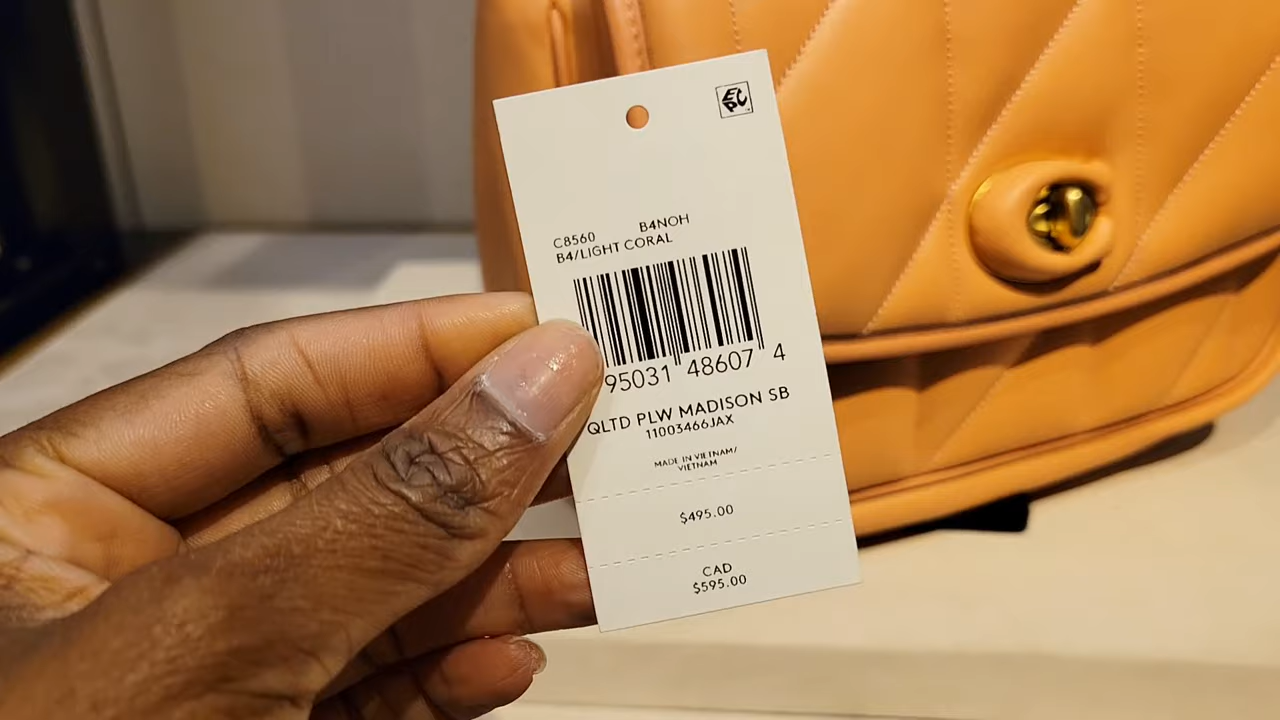 EPC
C8560 B4NOH
B4/LIGHT CORAL
95031 48607 4
QLTD PLW MADISON SB
11003466JAX
MADE IN VIETNAM/
VIETNAM
$495.00
CAD
$595.00